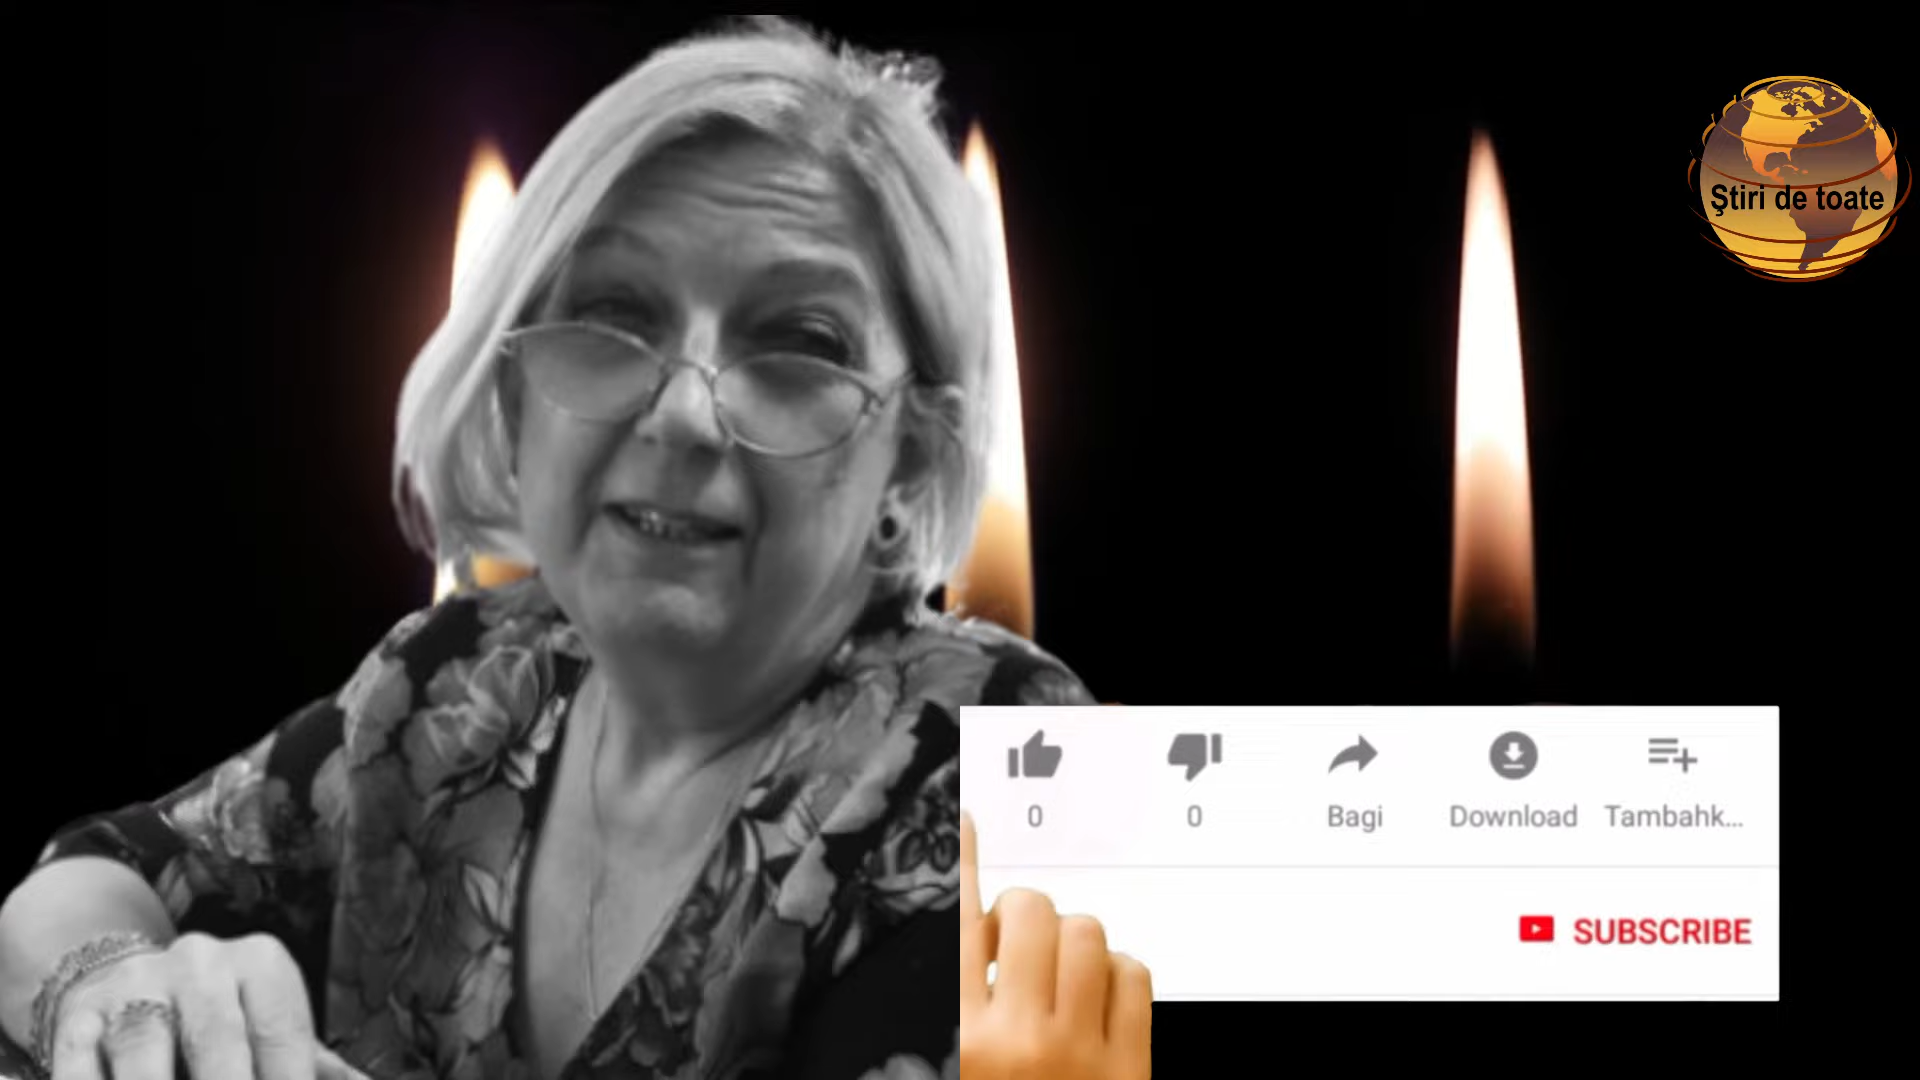 Ştiri de toate
0
0
Bagi
Download
Tambahk...
SUBSCRIBE